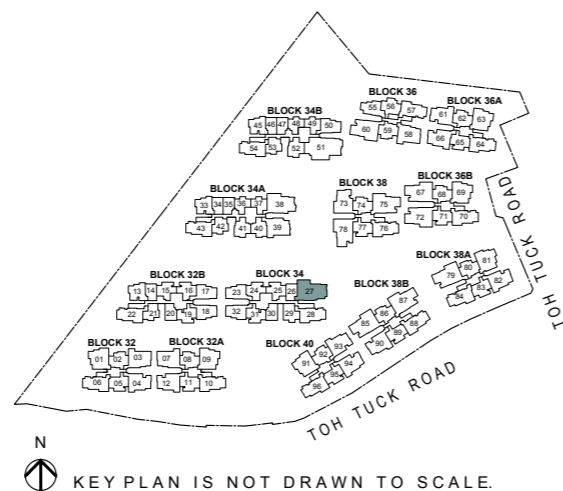 BLOCK 36
BLOCK 36A
55 56 57
60 59 58
61 62 63
66 65 64
BLOCK 34B
45 46 47 48 49 50
54 53 52 51
BLOCK 34A
33 34 35 36 37 38
43 42 41 40 39
BLOCK 38
73 74 75
78 77 76
BLOCK 36B
67 68 69
72 71 70
TOH TUCK ROAD
BLOCK 38A
79 80 81
84 83 82
BLOCK 32B
13 14 15 16 17
22 21 20 19 18
BLOCK 34
23 24 25 26 27
32 31 30 29 28
BLOCK 38B
85 86 87
90 89 88
BLOCK 32
01 02 03
06 05 04
BLOCK 32A
07 08 09
12 11 10
BLOCK 40
91 92 93
96 95 94
TOH TUCK ROAD
N
KEY PLAN IS NOT DRAWN TO SCALE.